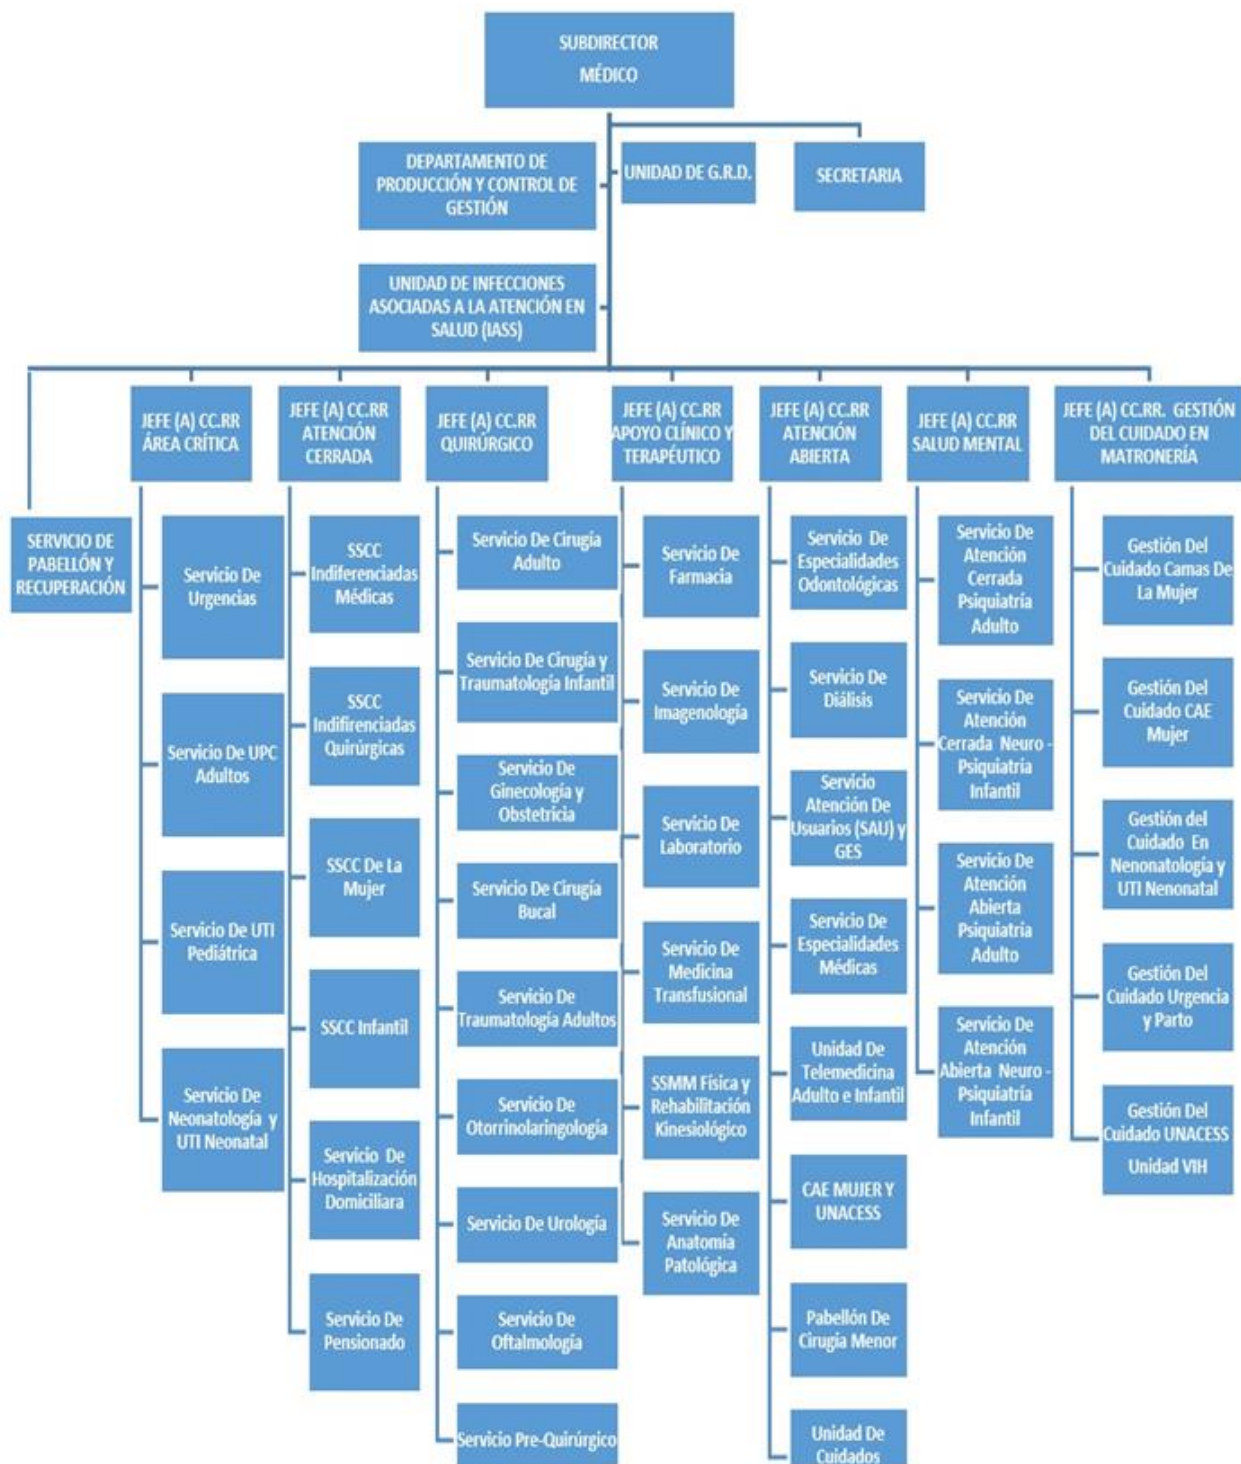 SUBDIRECTOR
MÉDICO
DEPARTAMENTO DE
PRODUCCIÓN Y CONTROL DE
GESTIÓN
UNIDAD DE G.R.D.
SECRETARIA
UNIDAD DE INFECCIONES
ASOCIADAS A LA ATENCIÓN EN
SALUD (IASS)
SERVICIO DE
PABELLÓN Y
RECUPERACIÓN
JEFE (A) CC.RR
ÁREA CRÍTICA
Servicio De
Urgencias
Servicio De UPC
Adultos
Servicio De UTI
Pediátrica
Servicio De
Neonatología y
UTI Neonatal
JEFE (A) CC.RR
ATENCIÓN
CERRADA
SSCC
Indiferenciadas
Médicas
SSCC
Indifirenciadas
Quirúrgicas
SSCC De La
Mujer
SSCC Infantil
Servicio De
Hospitalización
Domiciliara
Servicio De
Pensionado
JEFE (A) CC.RR
QUIRÚRGICO
Servicio De Cirugía
Adulto
Servicio De Cirugía y
Traumatología Infantil
Servicio De
Ginecología y
Obstetricia
Servicio De Cirugía
Bucal
Servicio De
Traumatología Adultos
Servicio De
Otorrinolaringología
Servicio De Urología
Servicio De
Oftalmología
Servicio Pre-Quirúrgico
JEFE (A) CC.RR
APOYO CLÍNICO Y
TERAPÉUTICO
Servicio De
Farmacia
Servicio De
Imagenología
Servicio De
Laboratorio
Servicio De
Medicina
Transfusional
SSMM Física y
Rehabilitación
Kinesiológico
Servicio De
Anatomía
Patológica
JEFE (A) CC.RR
ATENCIÓN
ABIERTA
Servicio De
Especialidades
Odontológicas
Servicio De
Diálisis
Servicio
Atención De
Usuarios (SAU) y
GES
Servicio De
Especialidades
Médicas
Unidad De
Telemedicina
Adulto e Infantil
CAE MUJER Y
UNACESS
Pabellón De
Cirugía Menor
Unidad De
Cuidados
JEFE (A) CC.RR
SALUD MENTAL
Servicio De
Atención
Cerrada
Psiquiatría
Adulto
Servicio De
Atención
Cerrada Neuro -
Psiquiatría
Infantil
Servicio De
Atención
Abierta
Psiquiatría
Adulto
Servicio De
Atención
Abierta Neuro -
Psiquiatría
Infantil
JEFE (A) CC.RR. GESTIÓN
DEL CUIDADO EN
MATRONERÍA
Gestión Del
Cuidado Camas De
La Mujer
Gestión Del
Cuidado CAE
Mujer
Gestión del
Cuidado En
Nenonatología y
UTI Nenonatal
Gestión Del
Cuidado Urgencia
y Parto
Gestión Del
Cuidado UNACESS
Unidad VIH